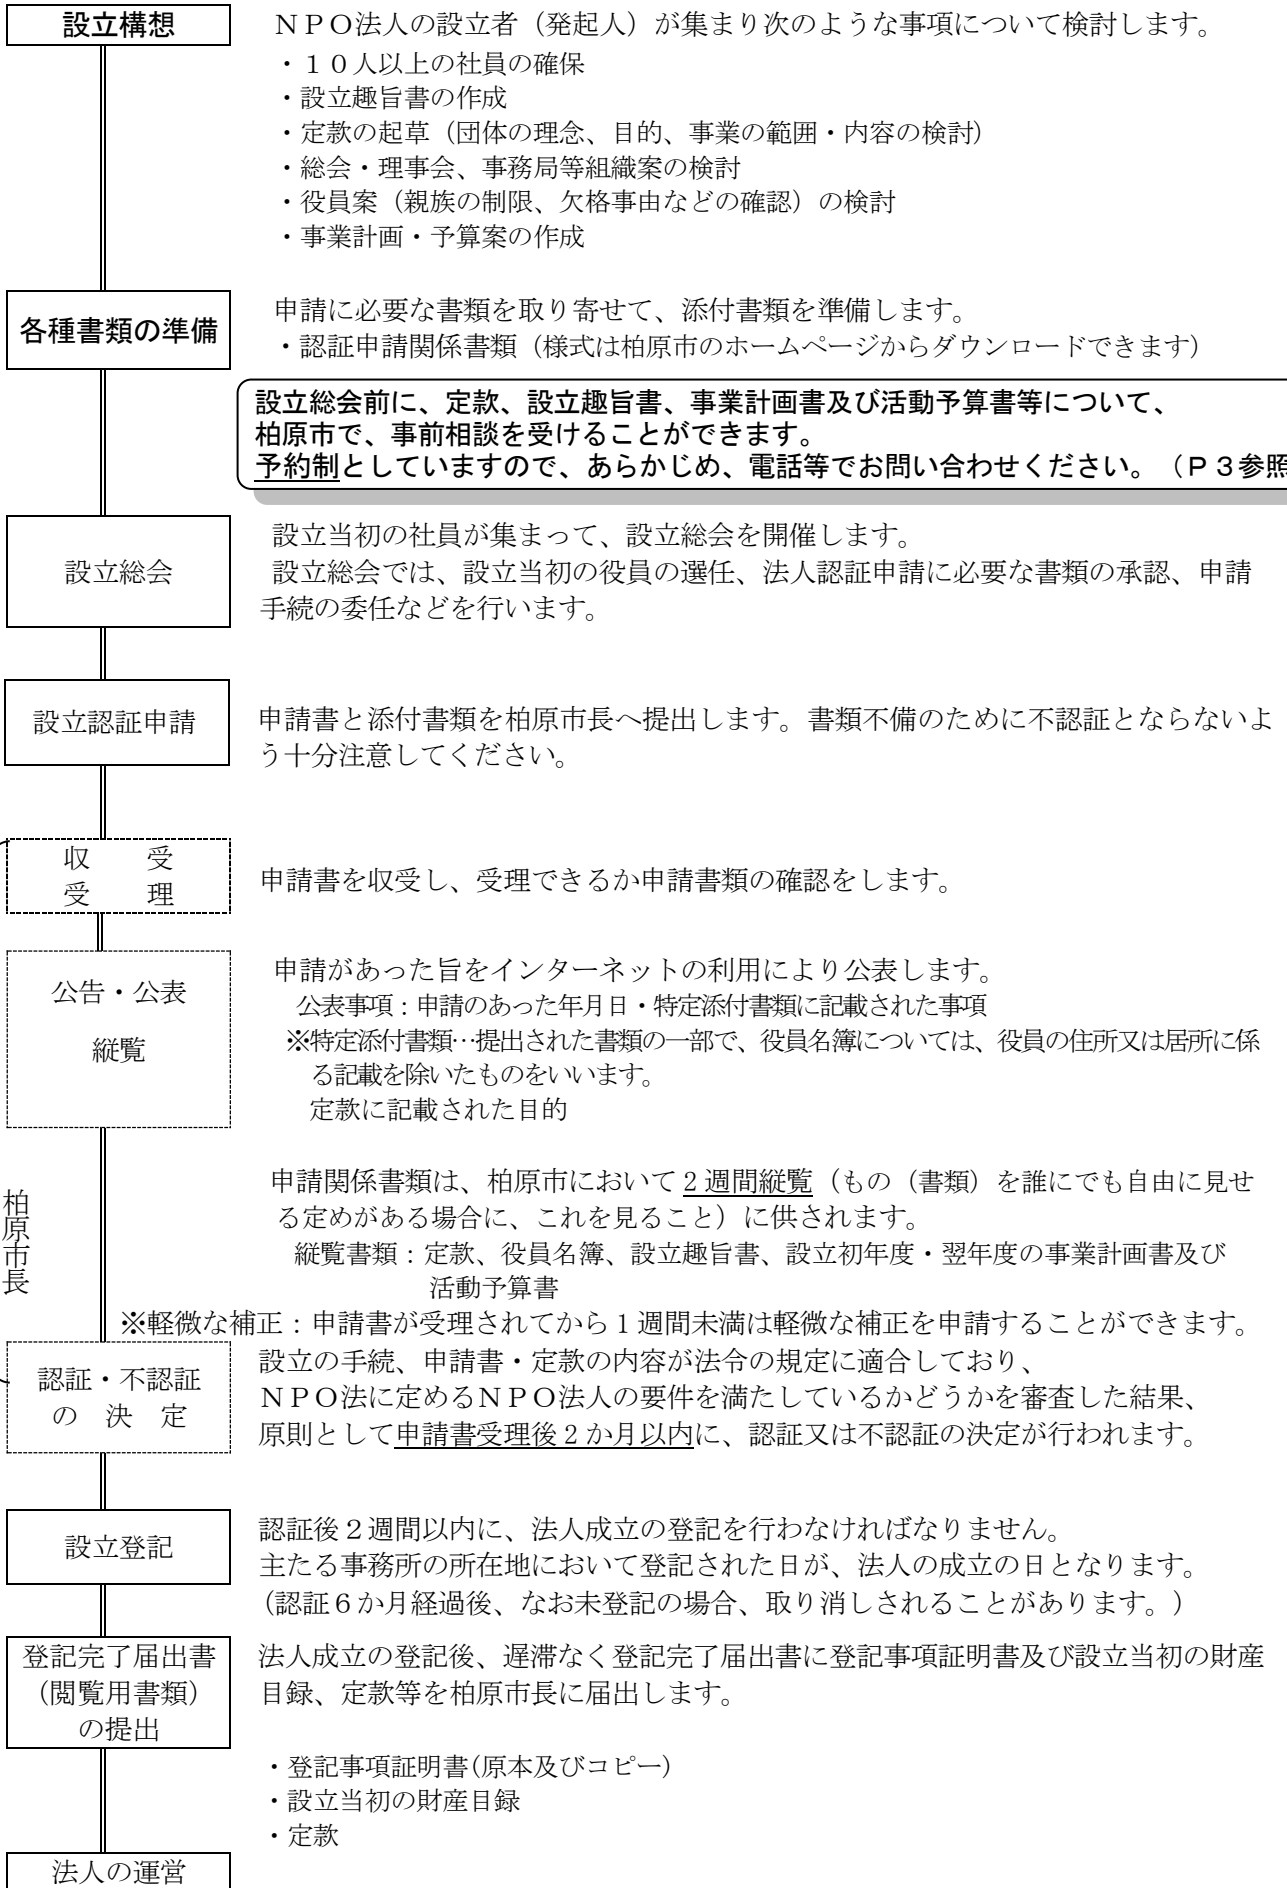 設立構想
ＮＰＯ法人の設立者（発起人）が集まり次のような事項について検討します。
・１０人以上の社員の確保
・設立趣旨書の作成
・定款の起草（団体の理念、目的、事業の範囲・内容の検討）
・総会・理事会、事務局等組織案の検討
・役員案（親族の制限、欠格事由などの確認）の検討
・事業計画・予算案の作成
各種書類の準備
申請に必要な書類を取り寄せて、添付書類を準備します。
・認証申請関係書類（様式は柏原市のホームページからダウンロードできます）
設立総会前に、定款、設立趣旨書、事業計画書及び活動予算書等について、
柏原市で、事前相談を受けることができます。
予約制としていますので、あらかじめ、電話等でお問い合わせください。（Ｐ３参照
設立総会
設立当初の社員が集まって、設立総会を開催します。
設立総会では、設立当初の役員の選任、法人認証申請に必要な書類の承認、申請
手続の委任などを行います。
設立認証申請
申請書と添付書類を柏原市長へ提出します。書類不備のために不認証とならないよ
う十分注意してください。
収　　受
受　　理
申請書を収受し、受理できるか申請書類の確認をします。
公告・公表
縦覧
申請があった旨をインターネットの利用により公表します。
公表事項：申請のあった年月日・特定添付書類に記載された事項
※特定添付書類…提出された書類の一部で、役員名簿については、役員の住所又は居所に係
る記載を除いたものをいいます。
定款に記載された目的
柏原市長
申請関係書類は、柏原市において２週間縦覧（もの（書類）を誰にでも自由に見せ
る定めがある場合に、これを見ること）に供されます。
縦覧書類：定款、役員名簿、設立趣旨書、設立初年度・翌年度の事業計画書及び
活動予算書
※軽微な補正：申請書が受理されてから１週間未満は軽微な補正を申請することができます。
認証・不認証
の　決　定
設立の手続、申請書・定款の内容が法令の規定に適合しており、
ＮＰＯ法に定めるＮＰＯ法人の要件を満たしているかどうかを審査した結果、
原則として申請書受理後２か月以内に、認証又は不認証の決定が行われます。
設立登記
認証後２週間以内に、法人成立の登記を行わなければなりません。
主たる事務所の所在地において登記された日が、法人の成立の日となります。
（認証６か月経過後、なお未登記の場合、取り消しされることがあります。）
登記完了届出書
（閲覧用書類）
の提出
法人成立の登記後、遅滞なく登記完了届出書に登記事項証明書及び設立当初の財産
目録、定款等を柏原市長に届出します。
・登記事項証明書(原本及びコピー)
・設立当初の財産目録
・定款
法人の運営